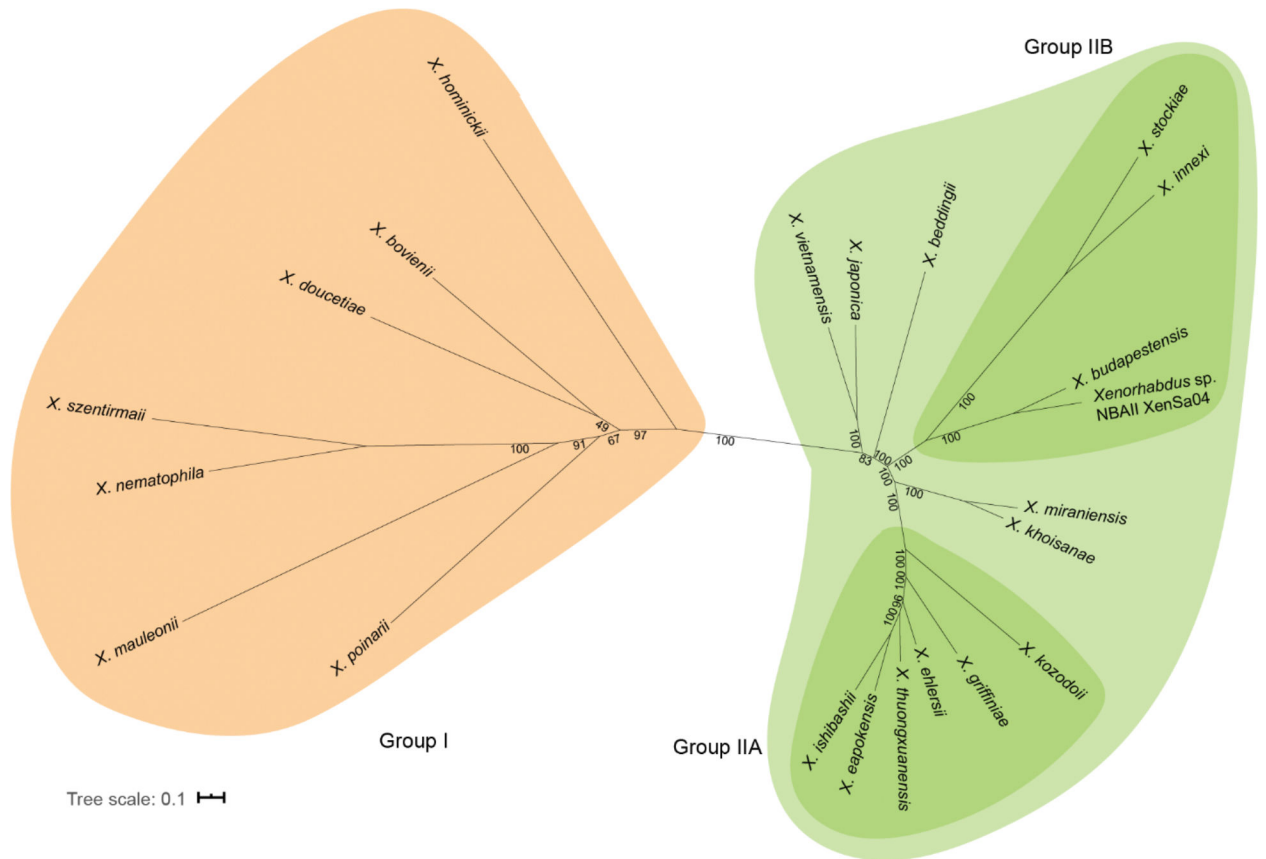 Group IIB
X. hominickii
X. stockiae
X. innexi
X. beddingii
X. vietnamensis
X. japonica
X. bovienii
X. doucetiae
X. budapestensis
Xenorhabdus sp.
NBAII XenSa04
X. szentirmaii
X. nematophila
100
100
49
67
97
91
100
100
100
83
100
100
100
100
100
X. miraniensis
X. khoisanae
100
100
96
100
X. mauleonii
X. poinarii
X. ishibashii
X. eapokensis
X. thuongxuanensis
X. ehlersii
X. griffiniae
X. kozodoii
Group I
Group IIA
Tree scale: 0.1